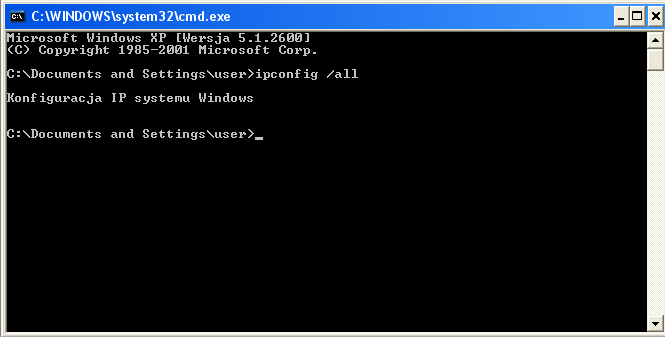 C:\WINDOWS\system32\cmd.exe
Microsoft Windows XP [Wersja 5.1.2600]
(C) Copyright 1985-2001 Microsoft Corp.
C:\Documents and Settings\user>ipconfig /all
Konfiguracja IP systemu Windows
C:\Documents and Settings\user>_